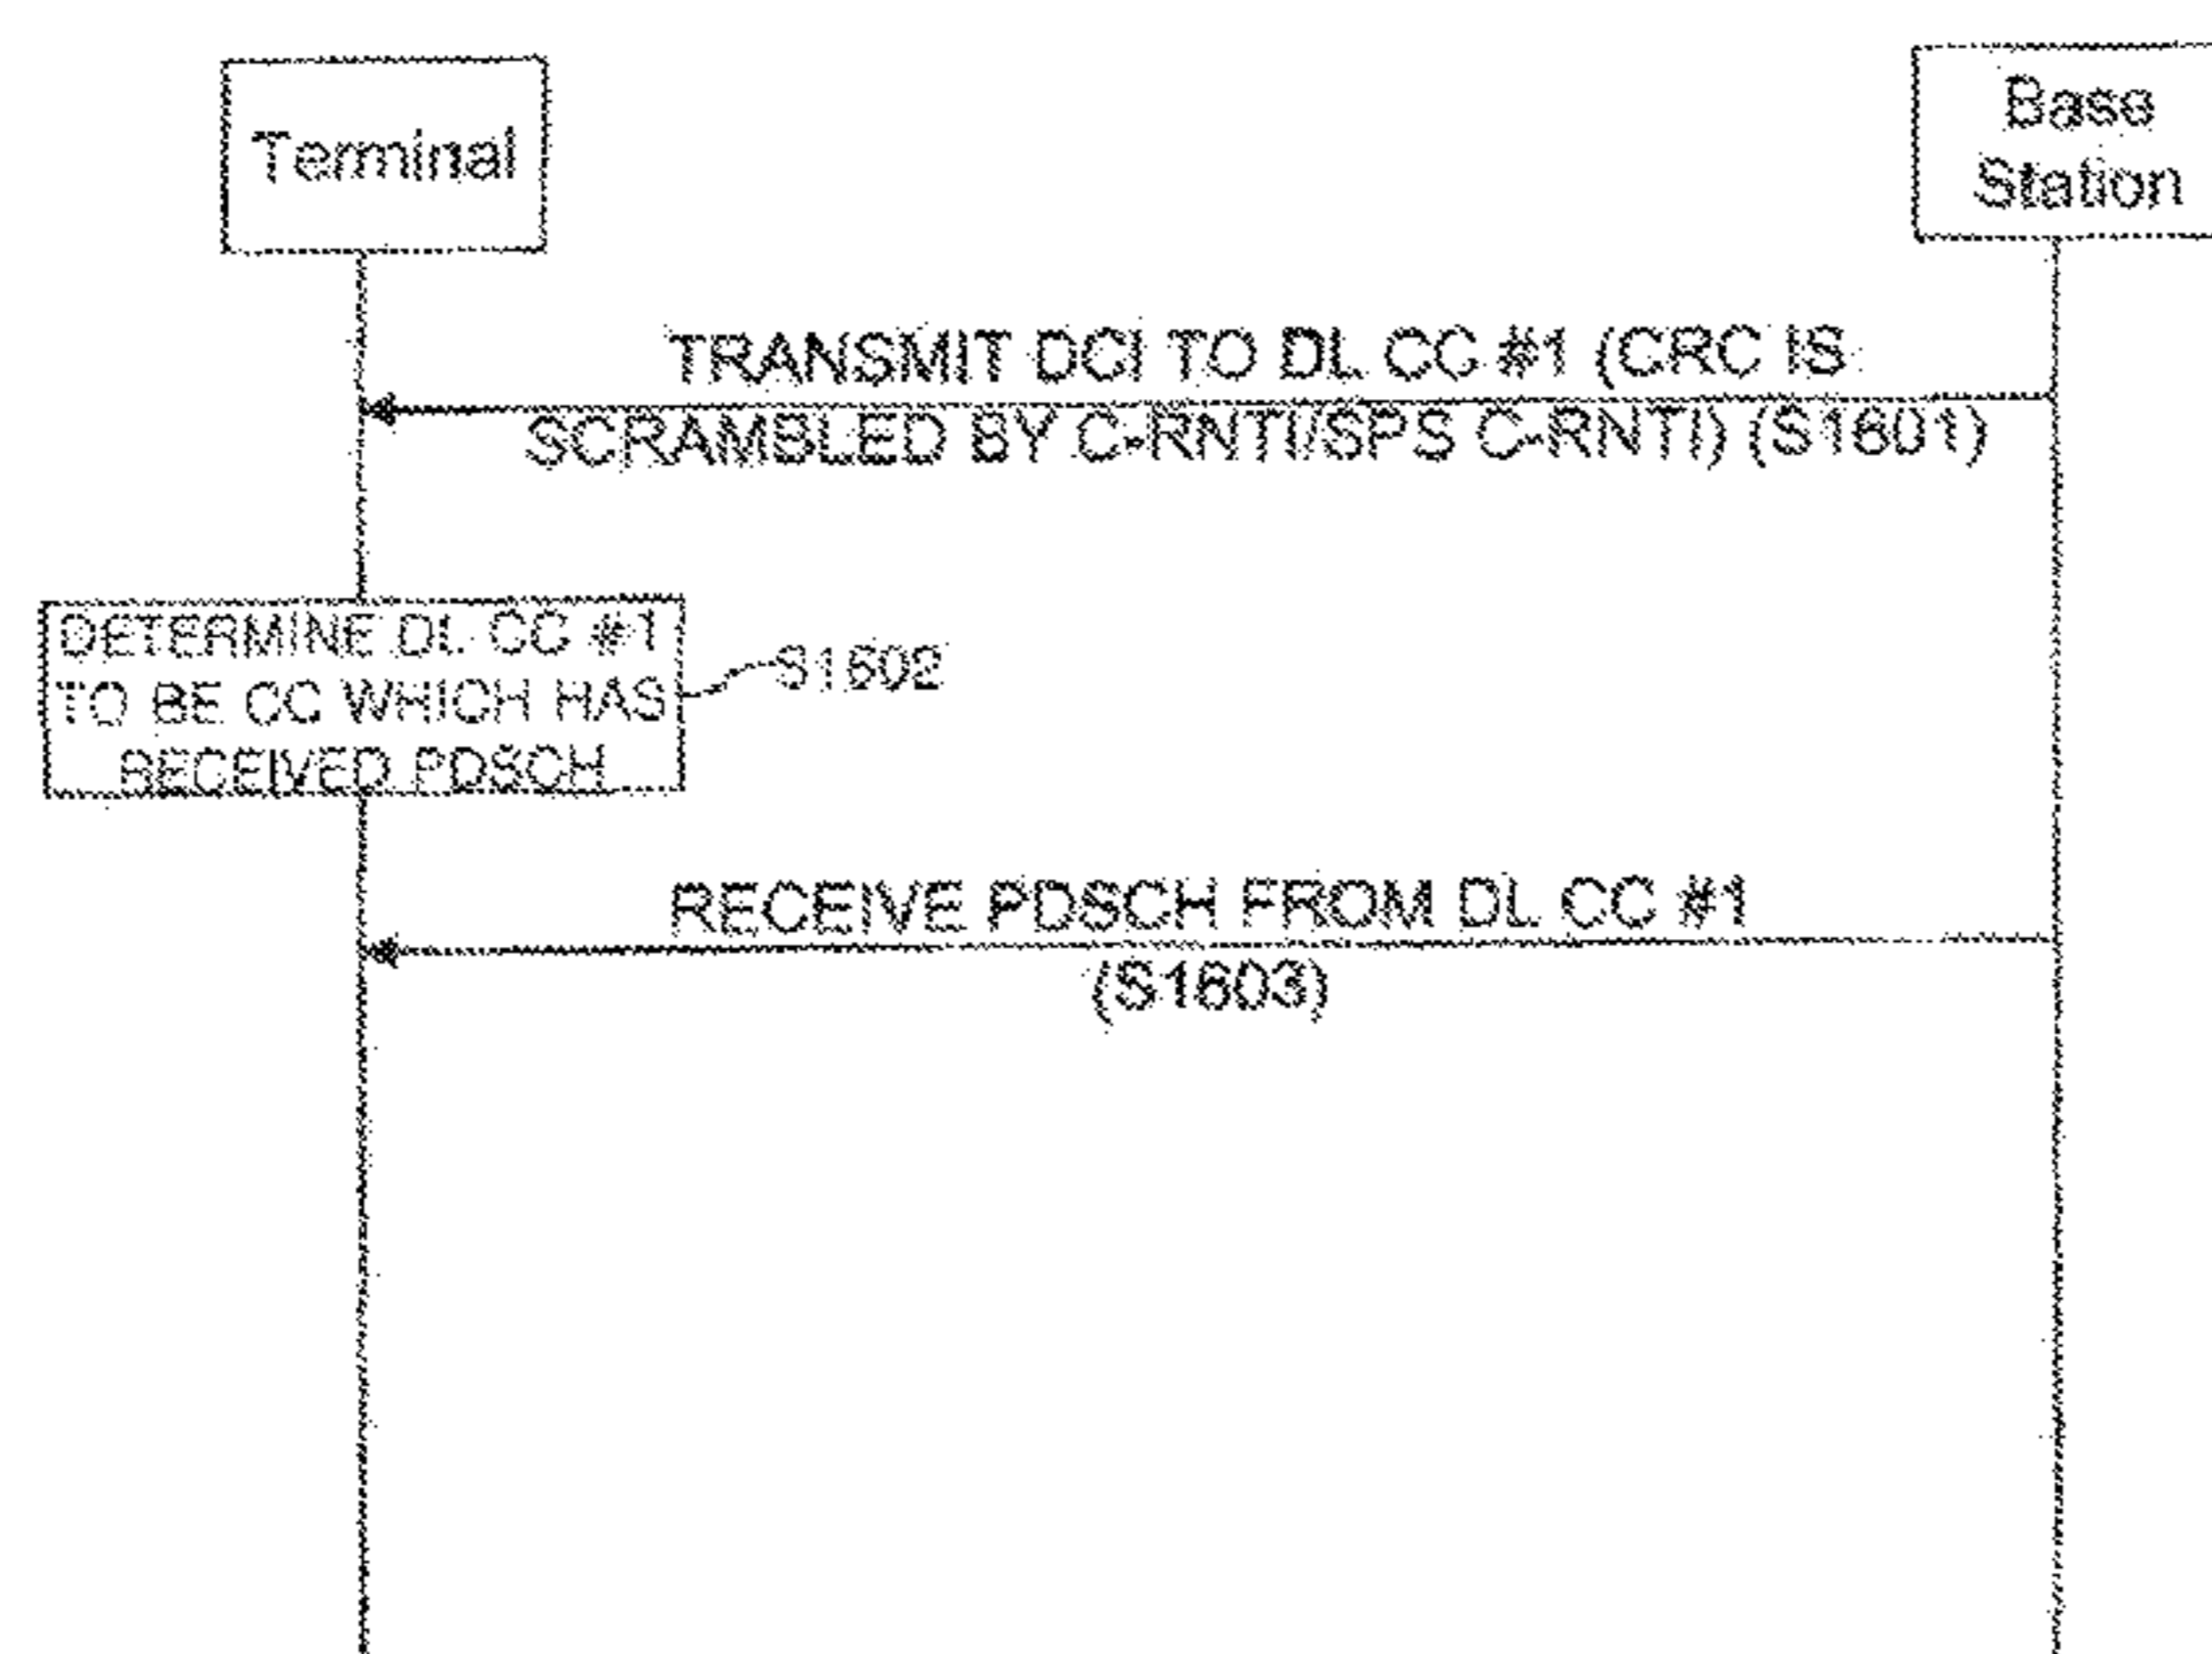 Terminal
Base
Station
TRANSMIT DCI TO DL CC #1 (CRC IS
SCRAMBLED BY C-RNTI/SPS C-RNTI) (S1601)
DETERMINE DL CC #1
TO BE CC WHICH HAS
RECEIVED PDSCH
S1602
RECEIVE PDSCH FROM DL CC #1
(S1603)